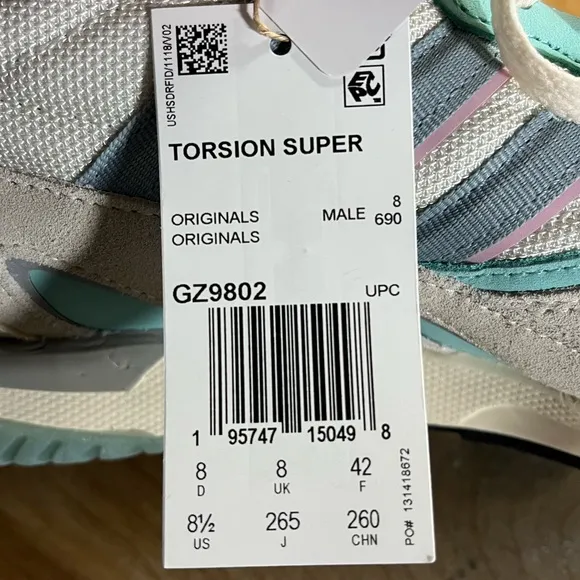 USHSDRFID/1118/V02
EPC
TORSION SUPER
ORIGINALS MALE 8
ORIGINALS 690
GZ9802 UPC
1 95747 15049 8
8 8 42
D UK F
8½ 265 260
US J CHN
PO# 131418672